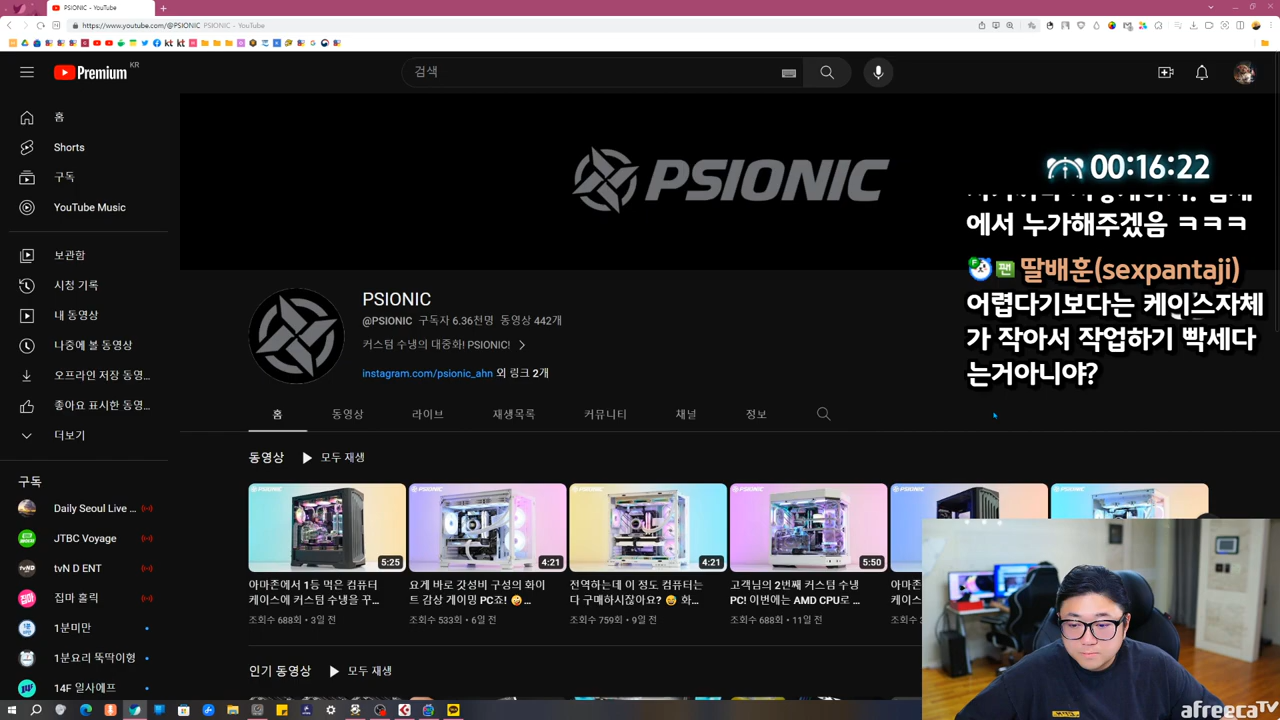 PSIONIC - YouTube
https://www.youtube.com/@PSIONIC PSIONIC - YouTube
Premium KR
검색
홈
Shorts
구독
YouTube Music
보관함
시청 기록
내 동영상
나중에 볼 동영상
오프라인 저장 동영...
좋아요 표시한 동영...
더보기
구독
Daily Seoul Live ...
JTBC Voyage
tvN D ENT
집마 홀릭
1분미만
1분요리 뚝딱이형
14F 일사에프
PSIONIC
PSIONIC
@PSIONIC 구독자 6.36천명 동영상 442개
커스텀 수냉의 대중화! PSIONIC!
instagram.com/psionic_ahn 외 링크 2개
홈 동영상 라이브 재생목록 커뮤니티 채널 정보
동영상 모두 재생
5:25
4:21
4:21
5:50
아마존에서 1등 먹은 컴퓨터
케이스에 커스텀 수냉을 꾸...
조회수 688회 • 3일 전
요게 바로 갓성비 구성의 화이
트 감상 게이밍 PC죠!
조회수 533회 • 6일 전
전역하는데 이 정도 컴퓨터는
다 구매하시잖아요? 화...
조회수 759회 • 9일 전
고객님의 2번째 커스텀 수냉
PC! 이번에는 AMD CPU로 ...
조회수 688회 • 11일 전
인기 동영상 모두 재생
00:16:22
에서 누가해주겠음 ㅋㅋㅋ
팬 딸배훈(sexpantaji)
어렵다기보다는 케이스자체
가 작아서 작업하기 빡세다
는거아니야?
afreecaTV